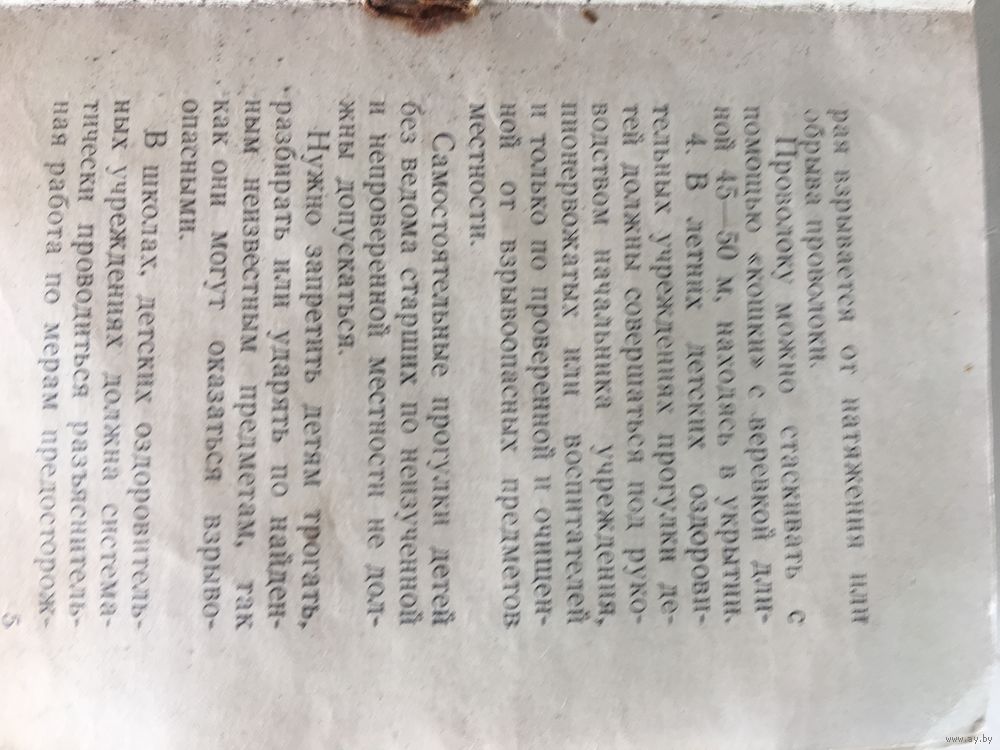 рая взрывается от натяжения или
обрыва проволоки.
Проволоку можно стаскивать с
помощью «кошки» с веревкой дли-
ной 45—50 м, находясь в укрытии.
4. В летних детских оздорови-
тельных учреждениях прогулки де-
тей должны совершаться под руко-
водством начальника учреждения,
пионервожатых или воспитателей
и только по проверенной и очищен-
ной от взрывоопасных предметов
местности.
Самостоятельные прогулки детей
без ведома старших по неизученной
и непроверенной местности не дол-
жны допускаться.
Нужно запретить детям трогать,
разбирать или ударять по найден-
ным неизвестным предметам, так
как они могут оказаться взрыво-
опасными.
В школах, детских оздоровитель-
ных учреждениях должна система-
тически проводиться разъяснитель-
ная работа по мерам предосторож-
5
www.ay.by